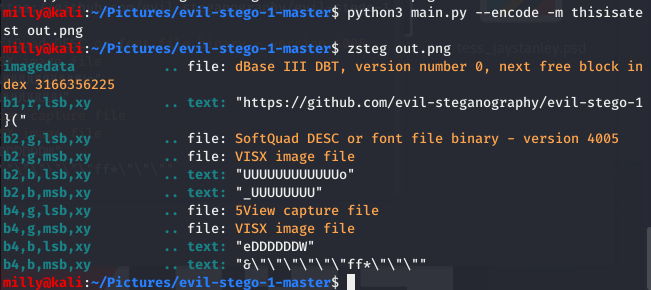 milly@kali:~/Pictures/evil-stego-1-master$ python3 main.py --encode -m thisisate
st out.png
milly@kali:~/Pictures/evil-stego-1-master$ zsteg out.png
imagedata .. file: dBase III DBT, version number 0, next free block in
dex 3166356225
b1,r,lsb,xy .. text: "https://github.com/evil-steganography/evil-stego-1
}("
b2,g,lsb,xy .. file: SoftQuad DESC or font file binary - version 4005
b2,g,msb,xy .. file: VISX image file
b2,b,lsb,xy .. text: "UUUUUUUUUUUUo"
b2,b,msb,xy .. text: "_UUUUUUUU"
b4,g,lsb,xy .. file: 5View capture file
b4,g,msb,xy .. file: VISX image file
b4,b,lsb,xy .. text: "eDDDDDDW"
b4,b,msb,xy .. text: "&\"\"\"\"\"\"ff*\"\"\""
milly@kali:~/Pictures/evil-stego-1-master$